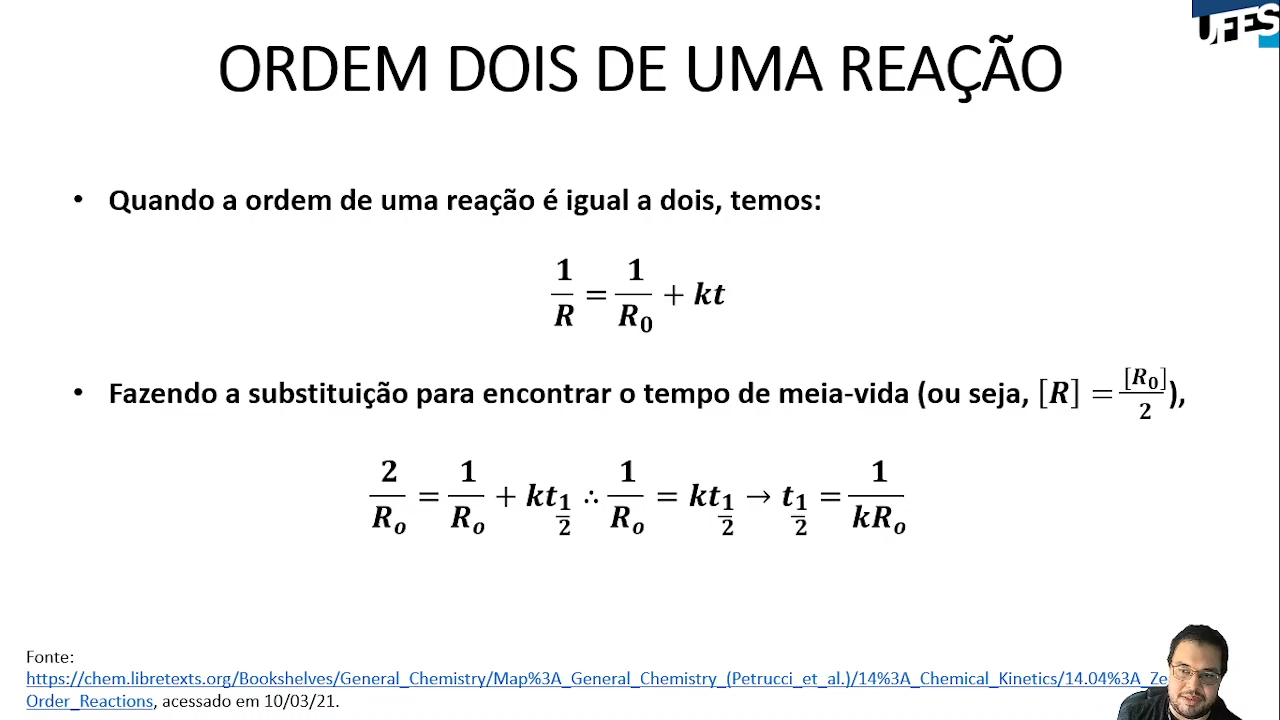 UFES
ORDEM DOIS DE UMA REAÇÃO
• Quando a ordem de uma reação é igual a dois, temos:
1/R = 1/R₀ + kt
• Fazendo a substituição para encontrar o tempo de meia-vida (ou seja, [R] = [R₀]/2),
2/Rₒ = 1/Rₒ + kt₁/₂ ∴ 1/Rₒ = kt₁/₂ → t₁/₂ = 1/kRₒ
Fonte:
https://chem.libretexts.org/Bookshelves/General_Chemistry/Map%3A_General_Chemistry_(Petrucci_et_al.)/14%3A_Chemical_Kinetics/14.04%3A_Ze
Order_Reactions, acessado em 10/03/21.